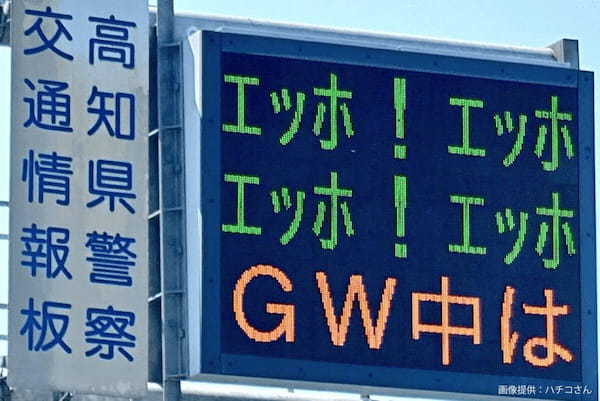 高知県警察
交通情報板
エッホ！エッホ
エッホ！エッホ
GW中は
画像提供：ハチコさん